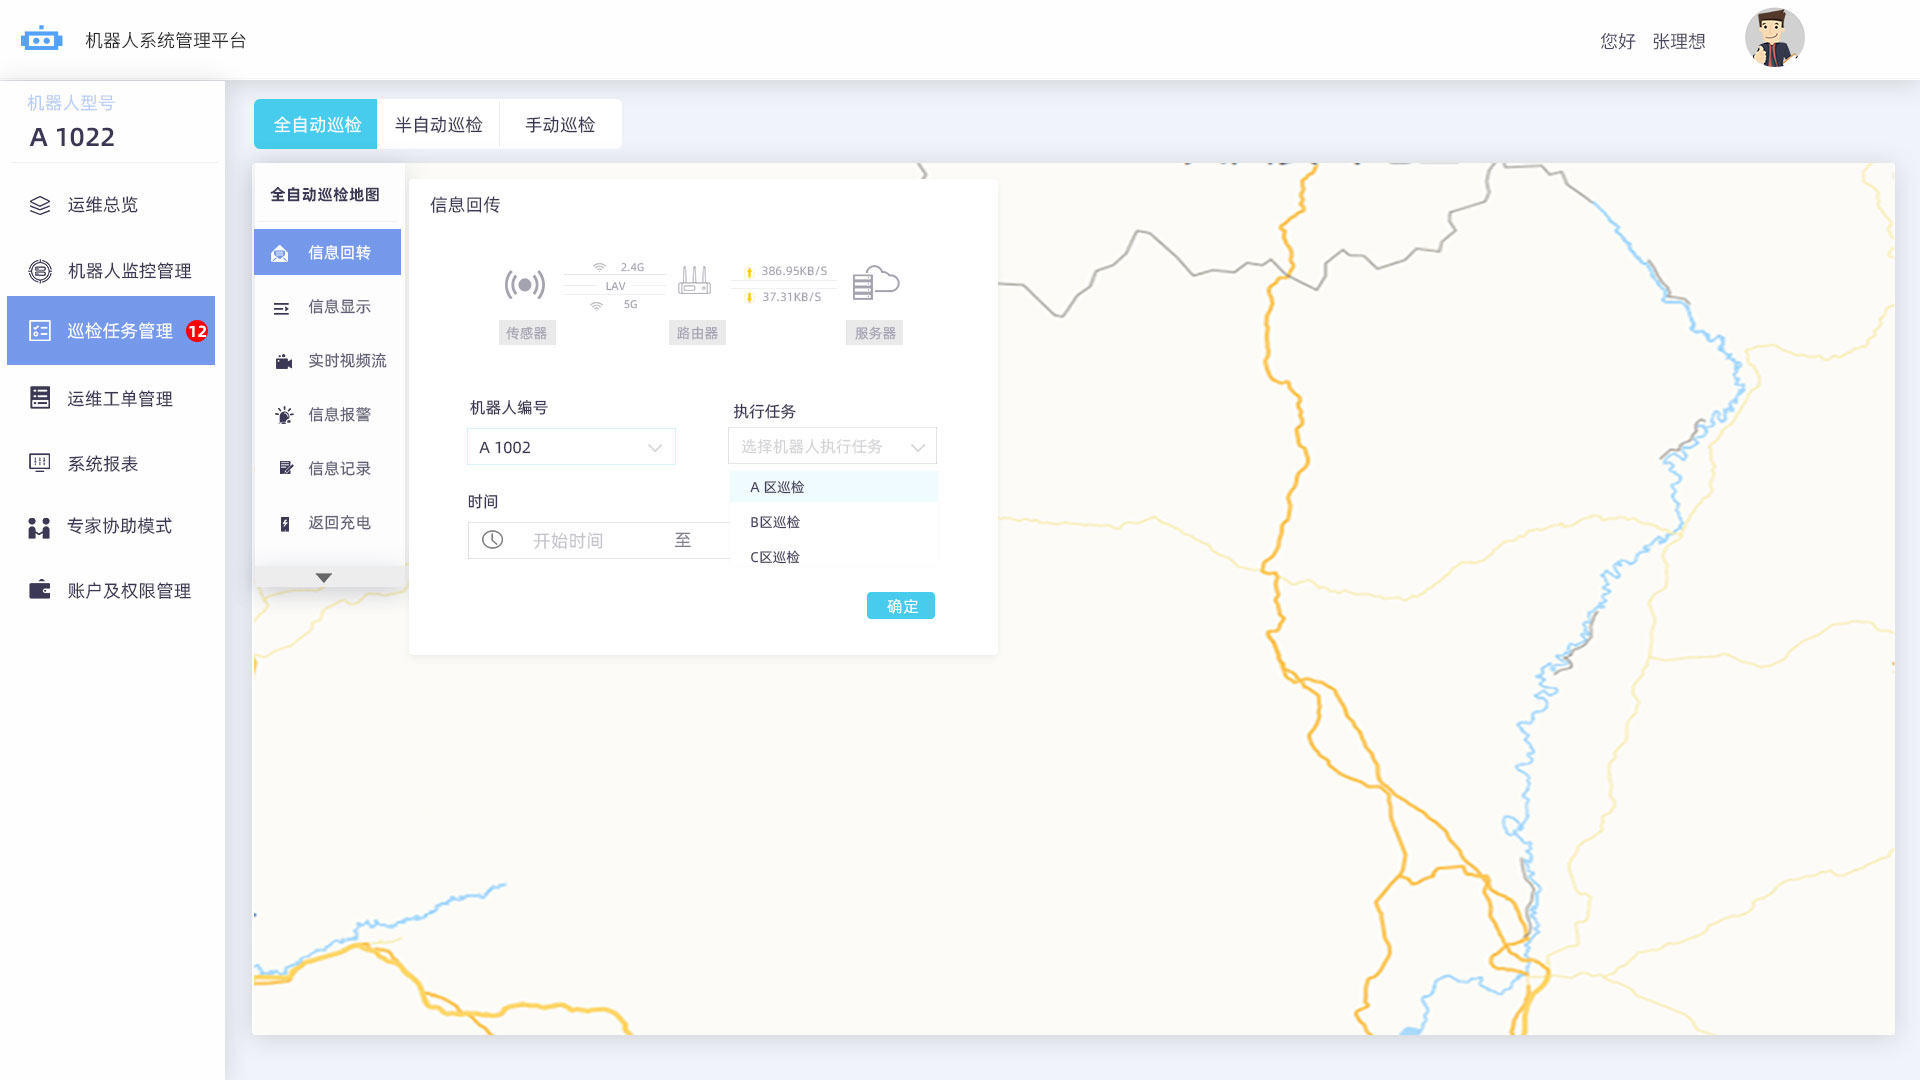 机器人系统管理平台
您好 张理想
机器人型号
A 1022
运维总览
机器人监控管理
巡检任务管理 12
运维工单管理
系统报表
专家协助模式
账户及权限管理
全自动巡检 半自动巡检 手动巡检
全自动巡检地图
信息回转
信息显示
实时视频流
信息报警
信息记录
返回充电
信息回传
2.4G
LAV
5G
386.95KB/S
37.31KB/S
传感器 路由器 服务器
机器人编号
A 1002
执行任务
选择机器人执行任务
A 区巡检
B区巡检
C区巡检
时间
开始时间 至
确定